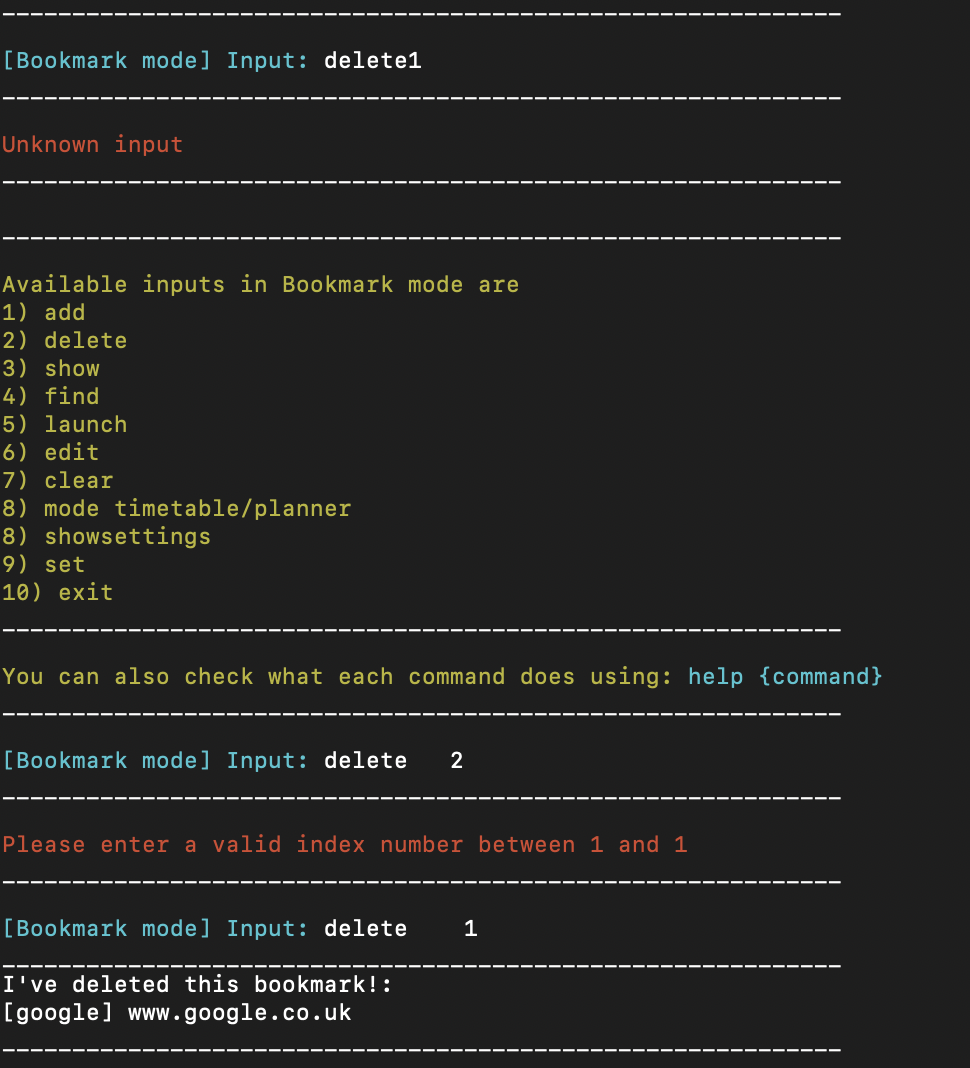 ------------------------------------------------------------
[Bookmark mode] Input: delete1
------------------------------------------------------------
Unknown input
------------------------------------------------------------
------------------------------------------------------------
Available inputs in Bookmark mode are
1) add
2) delete
3) show
4) find
5) launch
6) edit
7) clear
8) mode timetable/planner
8) showsettings
9) set
10) exit
------------------------------------------------------------
You can also check what each command does using: help {command}
------------------------------------------------------------
[Bookmark mode] Input: delete   2
------------------------------------------------------------
Please enter a valid index number between 1 and 1
------------------------------------------------------------
[Bookmark mode] Input: delete    1
____________________________________________________________
I've deleted this bookmark!:
[google] www.google.co.uk
------------------------------------------------------------